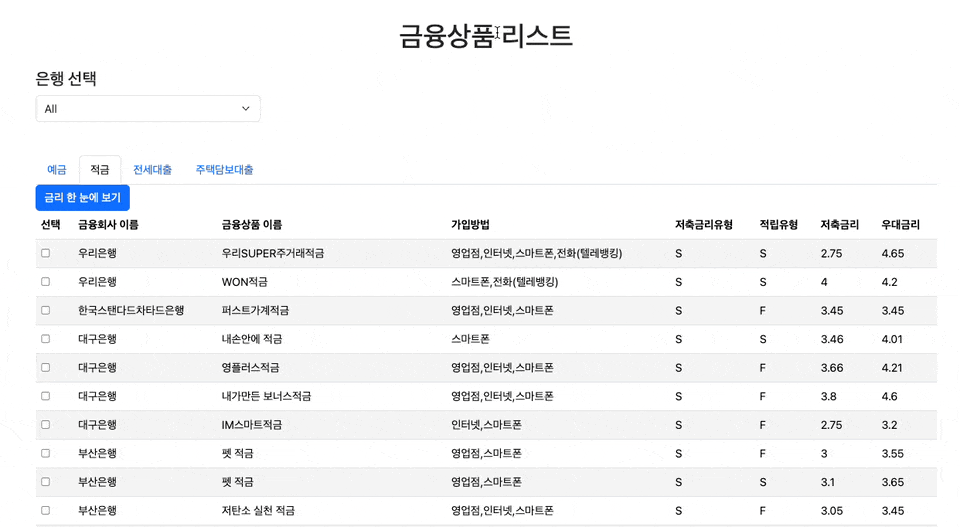 금융상품 리스트
은행 선택
All
예금 적금 전세대출 주택담보대출
금리 한 눈에 보기
선택 금융회사 이름 금융상품 이름 가입방법 저축금리유형 적립유형 저축금리 우대금리
우리은행 우리SUPER주거래적금 영업점,인터넷,스마트폰,전화(텔레뱅킹) S S 2.75 4.65
우리은행 WON적금 스마트폰,전화(텔레뱅킹) S S 4 4.2
한국스탠다드차타드은행 퍼스트가계적금 영업점,인터넷,스마트폰 S F 3.45 3.45
대구은행 내손안에 적금 스마트폰 S S 3.46 4.01
대구은행 영플러스적금 영업점,인터넷,스마트폰 S F 3.66 4.21
대구은행 내가만든 보너스적금 영업점,인터넷,스마트폰 S F 3.8 4.6
대구은행 IM스마트적금 인터넷,스마트폰 S F 2.75 3.2
부산은행 펫 적금 영업점,스마트폰 S F 3 3.55
부산은행 펫 적금 영업점,스마트폰 S S 3.1 3.65
부산은행 저탄소 실천 적금 영업점,인터넷,스마트폰 S F 3.05 3.45